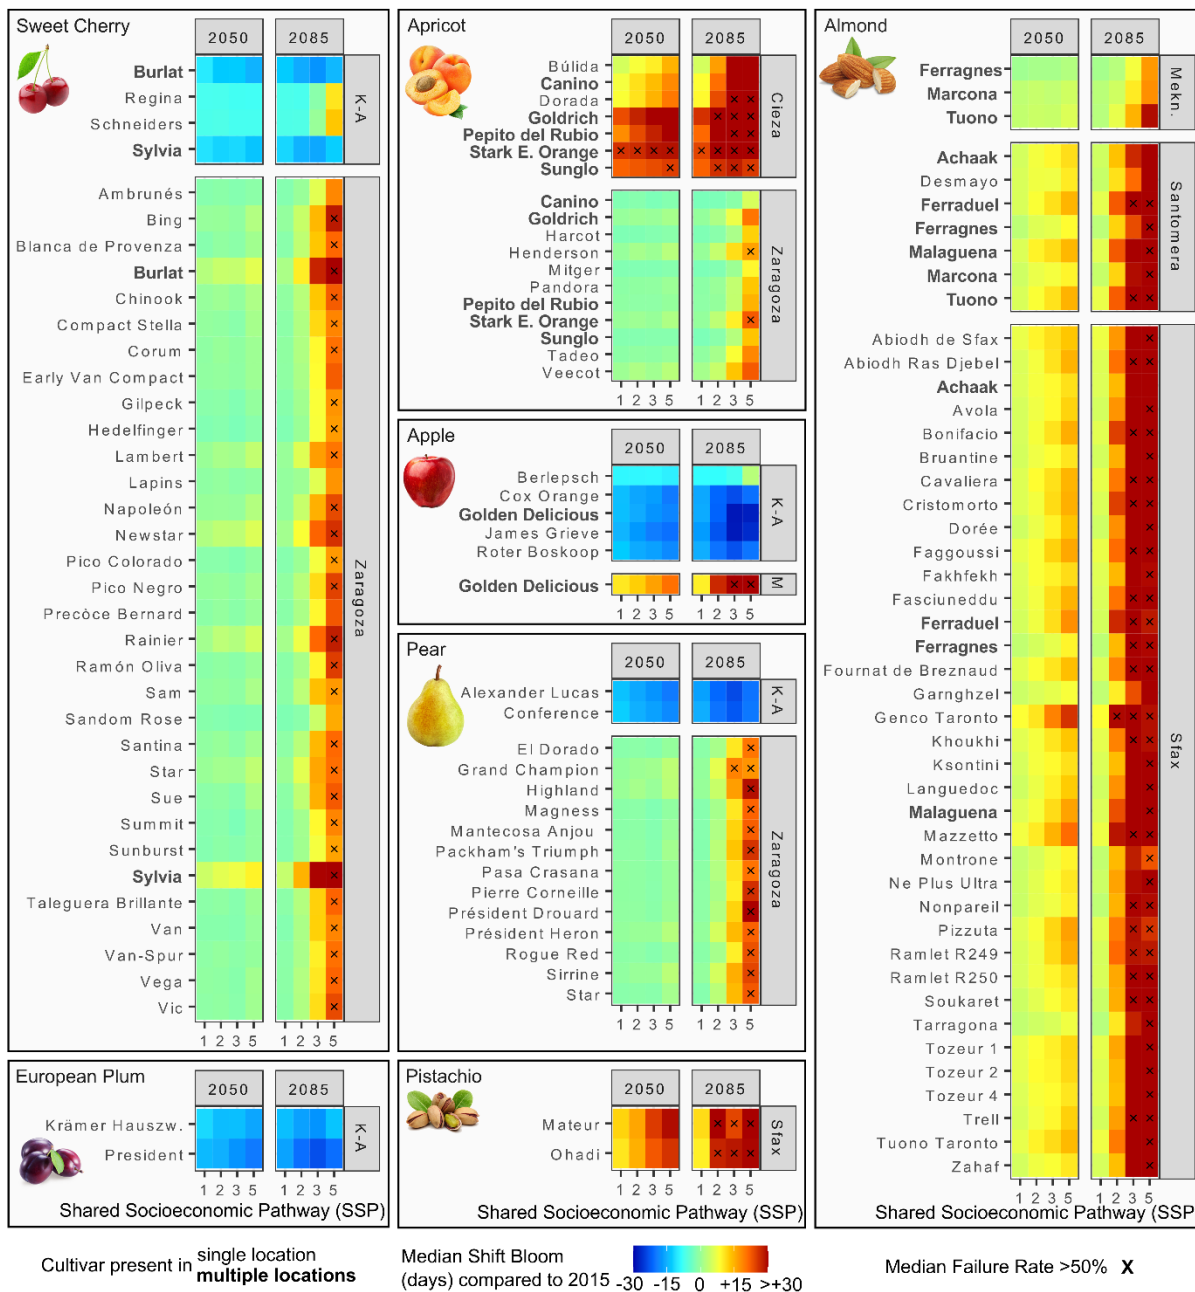 Sweet Cherry
2050 2085
Burlat
Regina
Schneiders
Sylvia
K-A
Ambrunés
Bing ×
Blanca de Provenza ×
Burlat ×
Chinook ×
Compact Stella ×
Corum ×
Early Van Compact
Gilpeck ×
Hedelfinger ×
Lambert ×
Lapins
Napoleón ×
Newstar ×
Pico Colorado ×
Pico Negro ×
Precòce Bernard
Rainier ×
Ramón Oliva ×
Sam ×
Sandom Rose
Santina ×
Star ×
Sue ×
Summit ×
Sunburst ×
Sylvia ×
Taleguera Brillante ×
Van ×
Van-Spur ×
Vega ×
Vic ×
Zaragoza
1 2 3 5 1 2 3 5
European Plum
2050 2085
Krämer Hauszw.
President
K-A
1 2 3 5 1 2 3 5
Shared Socioeconomic Pathway (SSP)
Apricot
2050 2085
Búlida
Canino
Dorada × ×
Goldrich × × ×
Pepito del Rubio × ×
Stark E. Orange × × × × × × × ×
Sunglo × × × ×
Cieza
Canino
Goldrich
Harcot
Henderson ×
Mitger
Pandora
Pepito del Rubio
Stark E. Orange ×
Sunglo
Tadeo
Veecot
Zaragoza
1 2 3 5 1 2 3 5
Apple
2050 2085
Berlepsch
Cox Orange
Golden Delicious
James Grieve
Roter Boskoop
K-A
Golden Delicious × ×
M
1 2 3 5 1 2 3 5
Pear
2050 2085
Alexander Lucas
Conference
K-A
El Dorado ×
Grand Champion × ×
Highland ×
Magness ×
Mantecosa Anjou ×
Packham's Triumph ×
Pasa Crasana ×
Pierre Corneille ×
Président Drouard ×
Président Heron ×
Rogue Red ×
Sirrine ×
Star ×
Zaragoza
1 2 3 5 1 2 3 5
Pistachio
2050 2085
Mateur × × ×
Ohadi × × ×
Sfax
1 2 3 5 1 2 3 5
Shared Socioeconomic Pathway (SSP)
Almond
2050 2085
Ferragnes
Marcona
Tuono
Mekn.
Achaak
Desmayo
Ferraduel × ×
Ferragnes ×
Malaguena ×
Marcona ×
Tuono × ×
Santomera
Abiodh de Sfax ×
Abiodh Ras Djebel × ×
Achaak
Avola ×
Bonifacio × ×
Bruantine ×
Cavaliera × ×
Cristomorto × ×
Dorée ×
Faggoussi × ×
Fakhfekh ×
Fasciuneddu × ×
Ferraduel × ×
Ferragnes × ×
Fournat de Breznaud × ×
Garnghzel ×
Genco Taronto × × ×
Khoukhi × ×
Ksontini ×
Languedoc ×
Malaguena ×
Mazzetto × ×
Montrone ×
Ne Plus Ultra ×
Nonpareil × ×
Pizzuta × ×
Ramlet R249 × ×
Ramlet R250 × ×
Soukaret × ×
Tarragona ×
Tozeur 1 ×
Tozeur 2 ×
Tozeur 4 ×
Trell × ×
Tuono Taronto ×
Zahaf ×
Sfax
1 2 3 5 1 2 3 5
Shared Socioeconomic Pathway (SSP)
Cultivar present in single location
multiple locations
Median Shift Bloom
(days) compared to 2015 -30 -15 0 +15 >+30
Median Failure Rate >50% X